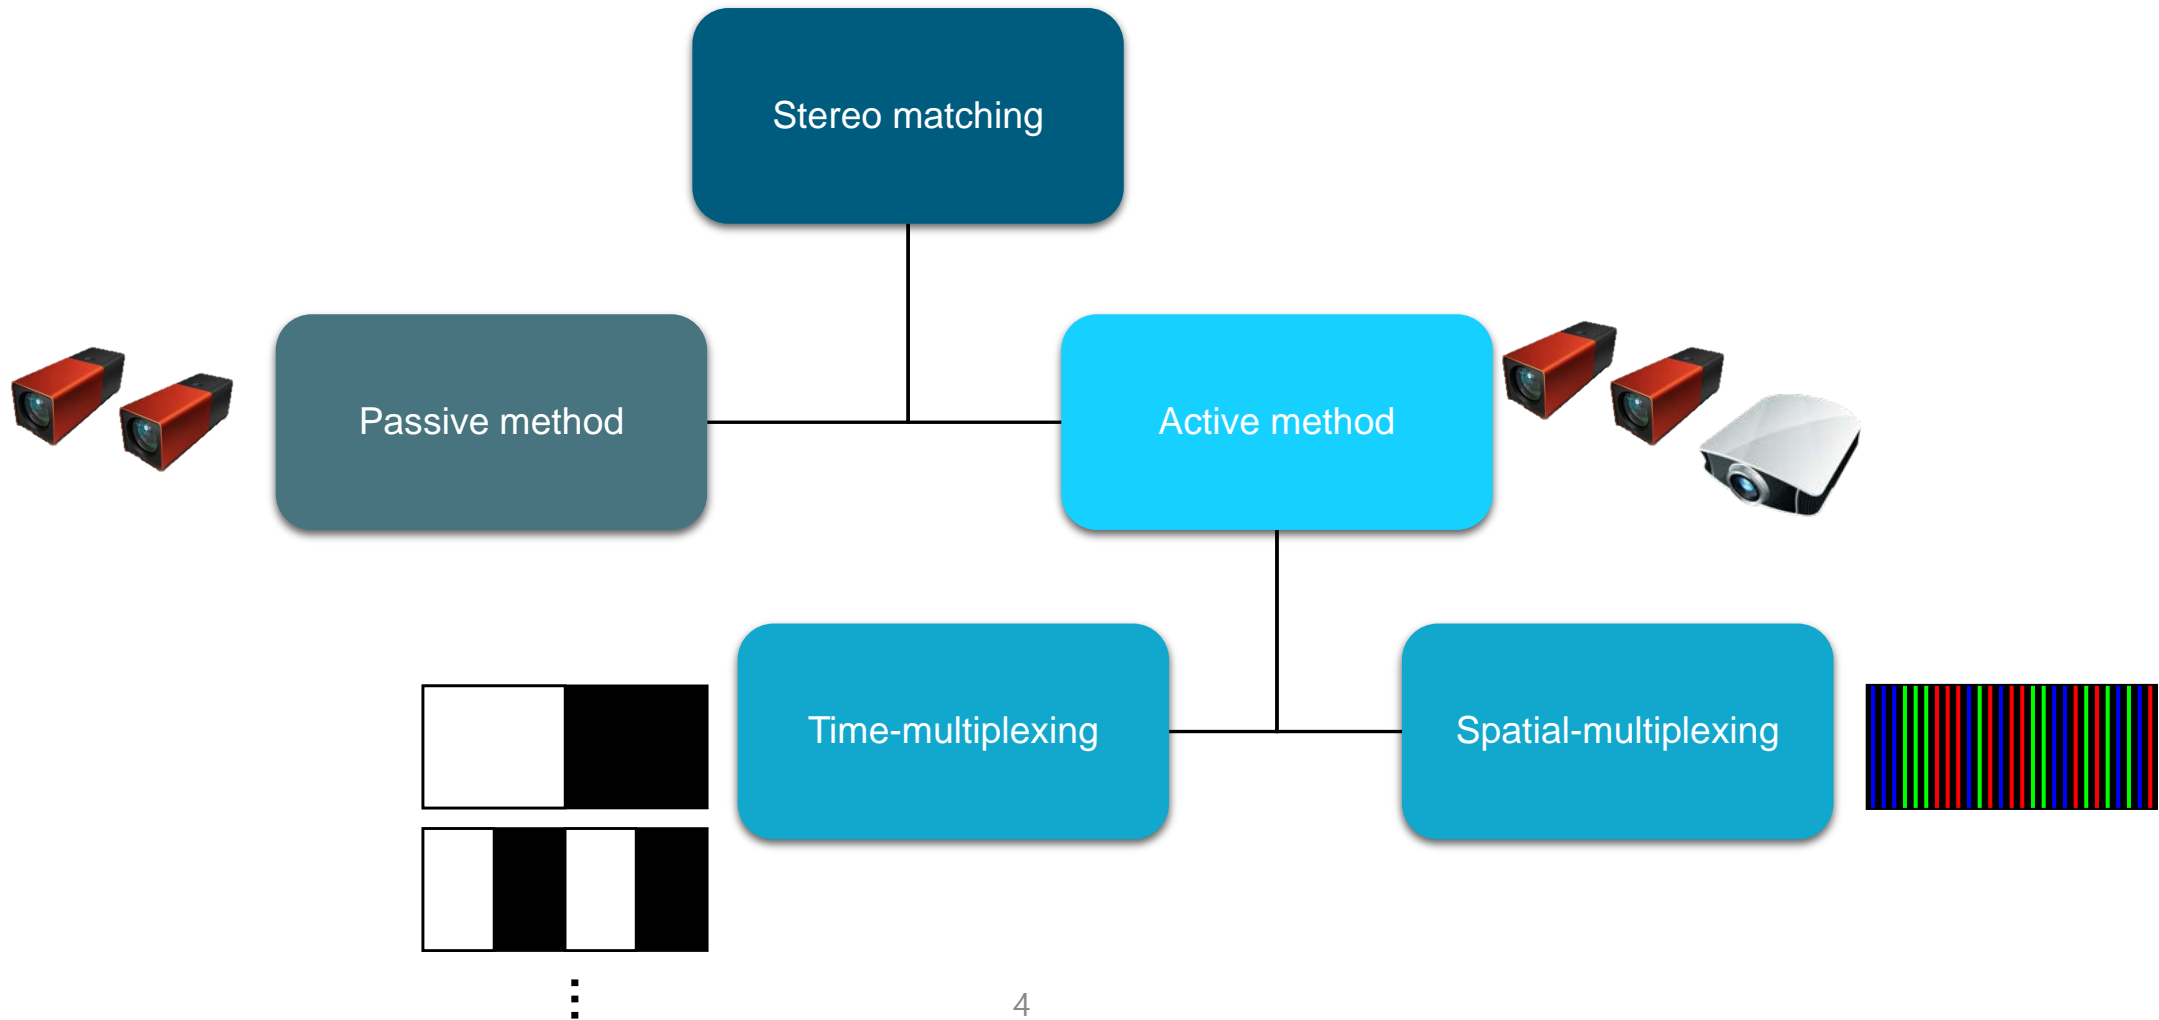 Stereo matching
Passive method
Active method
Time-multiplexing
Spatial-multiplexing
4